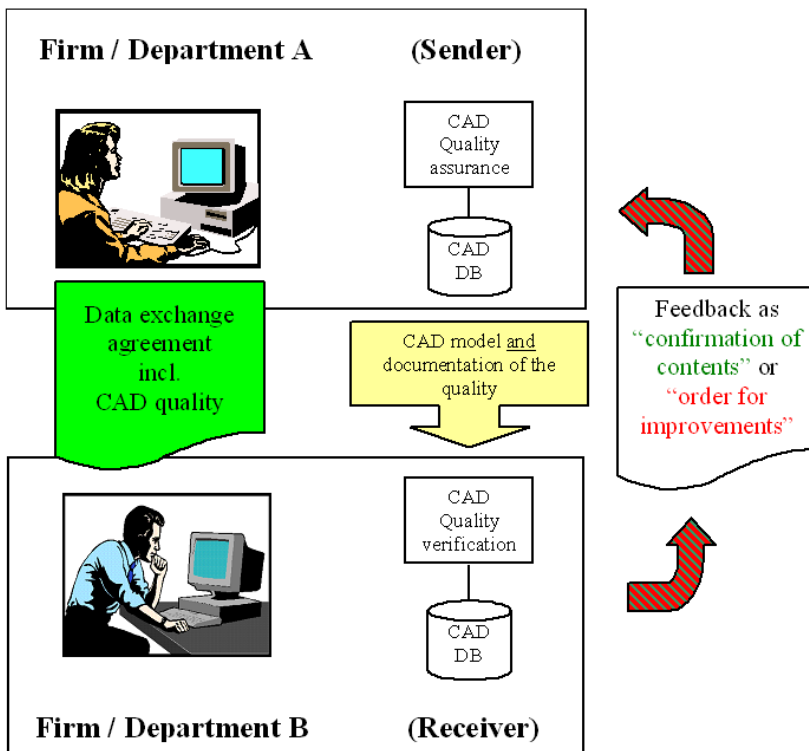 Firm / Department A
(Sender)
CAD
Quality
assurance
CAD
DB
Data exchange
agreement
incl.
CAD quality
CAD model and
documentation of the
quality
Feedback as
“confirmation of
contents” or
“order for
improvements”
CAD
Quality
verification
CAD
DB
Firm / Department B
(Receiver)